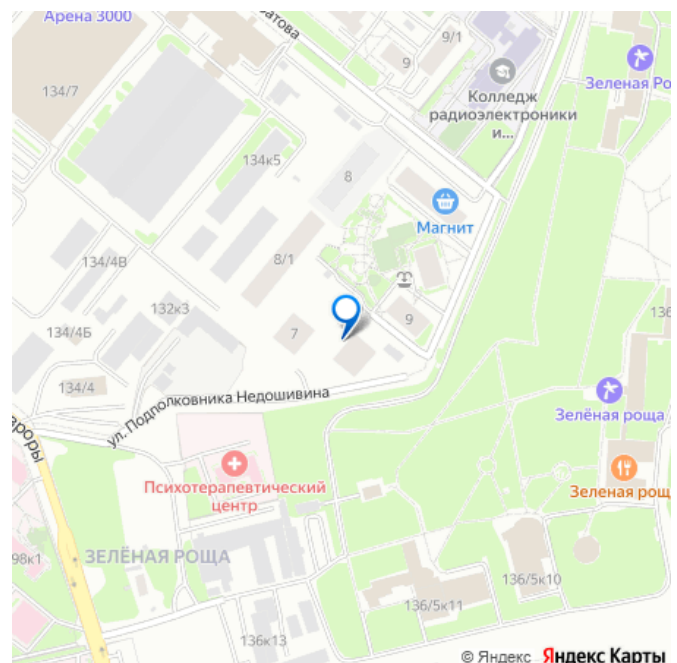 Арена 3000
9/1
9
Зеленая Ро
134/7
Колледж
радиоэлектроники
и...
134к5
8
Магнит
8/1
134/4В
132к3
136
134/4Б
7
9
134/4
ул. Подполковника Недошивина
Зелёная роща
Психотерапевтический
центр
Зеленая рощ
98к1
ЗЕЛЁНАЯ РОЩА
136/5к10
136/5к11
136к13
© Яндекс Яндекс Карты